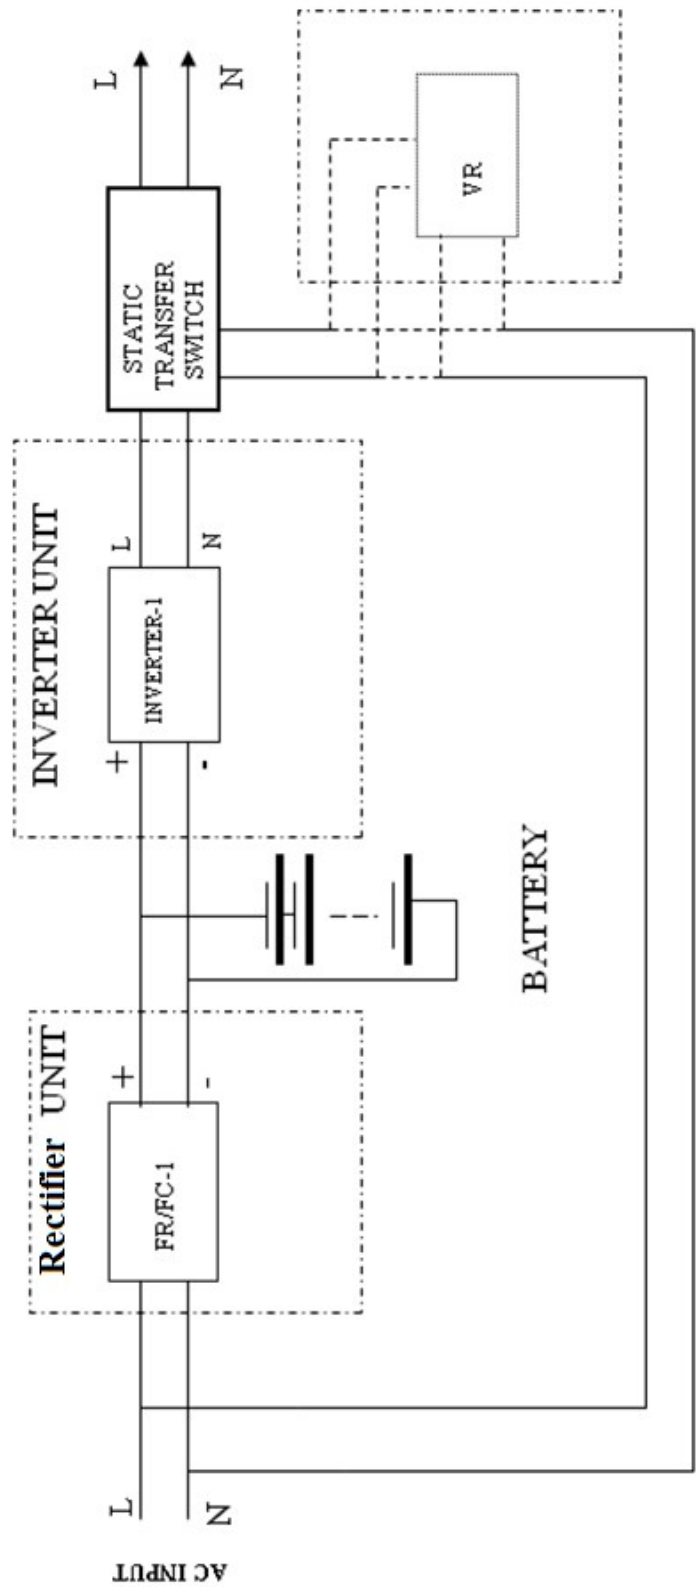 AC INPUT
L
N
Rectifier UNIT
FR/FC-1
+
-
BATTERY
INVERTER UNIT
+
-
INVERTER-1
L
N
STATIC
TRANSFER
SWITCH
VR
L
N